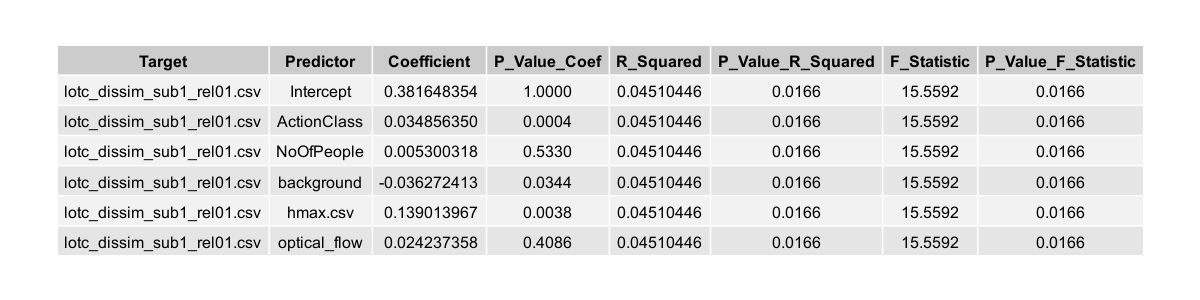 Target Predictor Coefficient P_Value_Coef R_Squared P_Value_R_Squared F_Statistic P_Value_F_Statistic
lotc_dissim_sub1_rel01.csv Intercept 0.381648354 1.0000 0.04510446 0.0166 15.5592 0.0166
lotc_dissim_sub1_rel01.csv ActionClass 0.034856350 0.0004 0.04510446 0.0166 15.5592 0.0166
lotc_dissim_sub1_rel01.csv NoOfPeople 0.005300318 0.5330 0.04510446 0.0166 15.5592 0.0166
lotc_dissim_sub1_rel01.csv background -0.036272413 0.0344 0.04510446 0.0166 15.5592 0.0166
lotc_dissim_sub1_rel01.csv hmax.csv 0.139013967 0.0038 0.04510446 0.0166 15.5592 0.0166
lotc_dissim_sub1_rel01.csv optical_flow 0.024237358 0.4086 0.04510446 0.0166 15.5592 0.0166